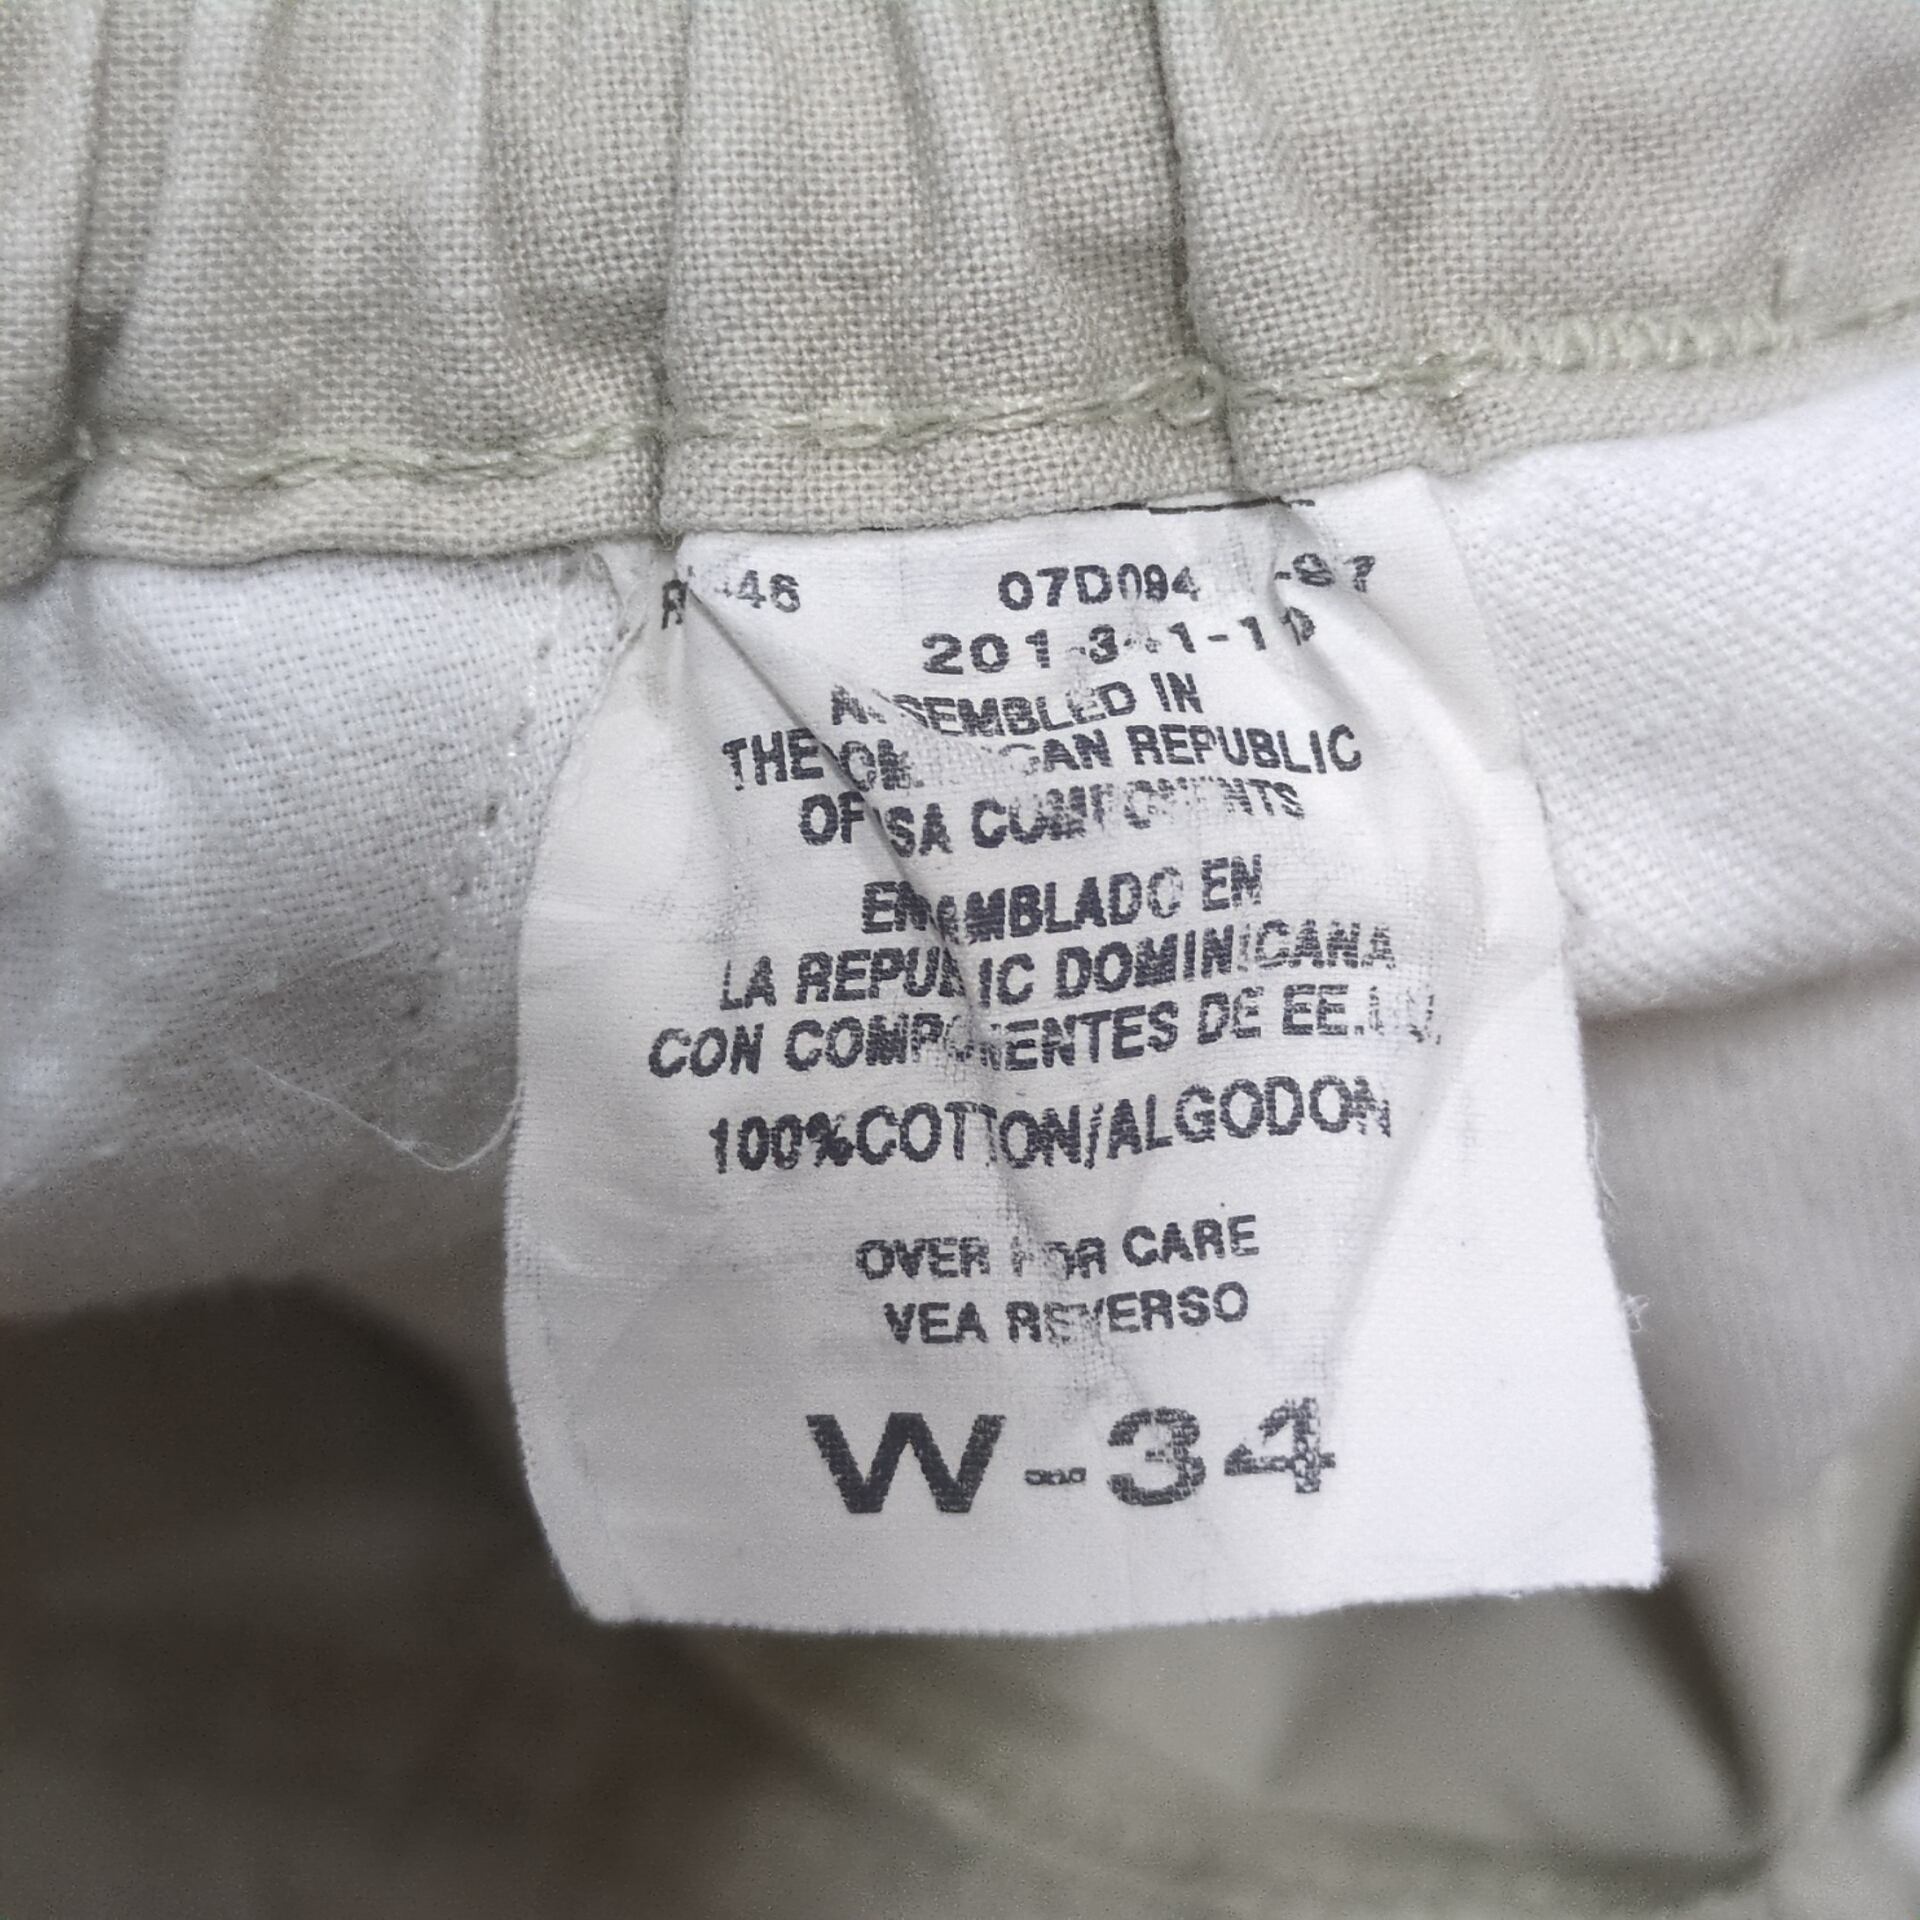 07D094
ASSEMBLED IN
THE DOMINICAN REPUBLIC
OF USA COMPONENTS
ENSAMBLADO EN
LA REPUBLIC DOMINICANA
CON COMPONENTES DE EE.UU.
100%COTTON/ALGODON
OVER FOR CARE
VEA REVERSO
W-34